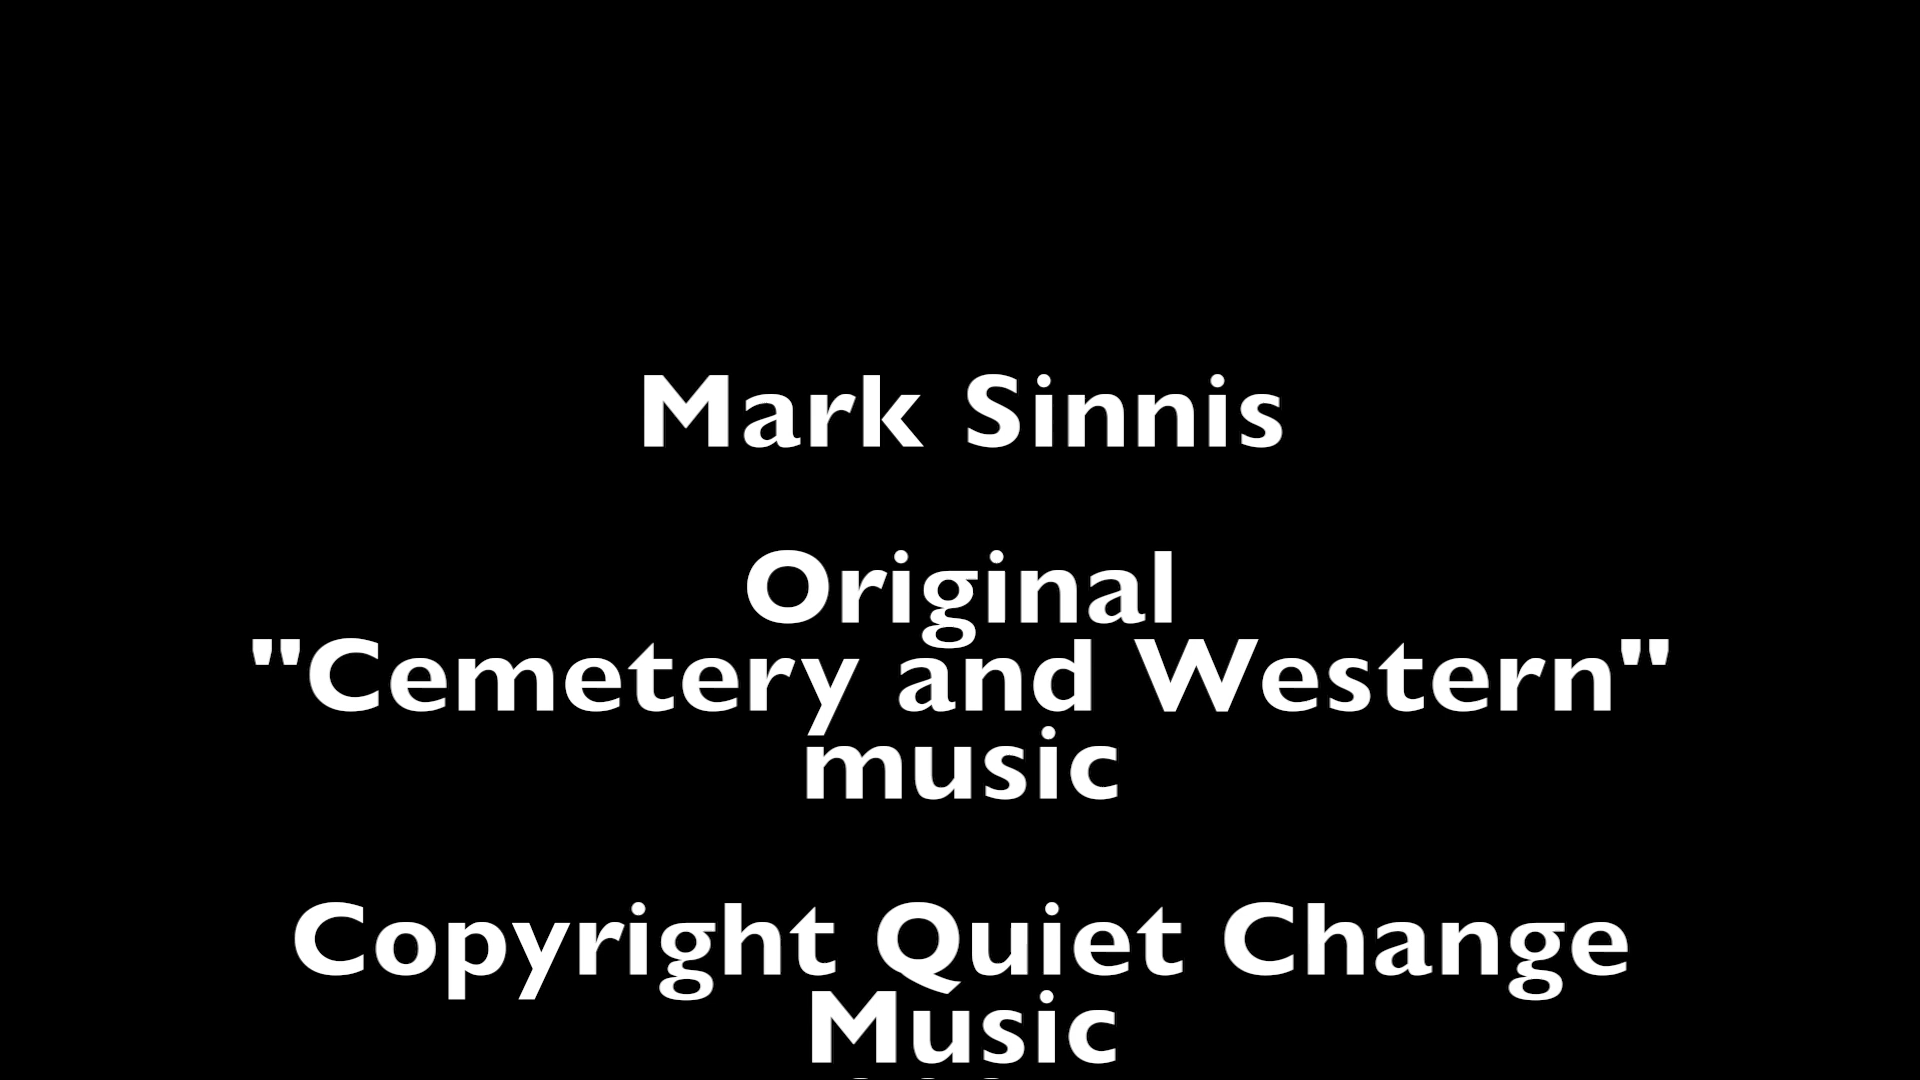 Mark Sinnis
Original
"Cemetery and Western"
music
Copyright Quiet Change
Music